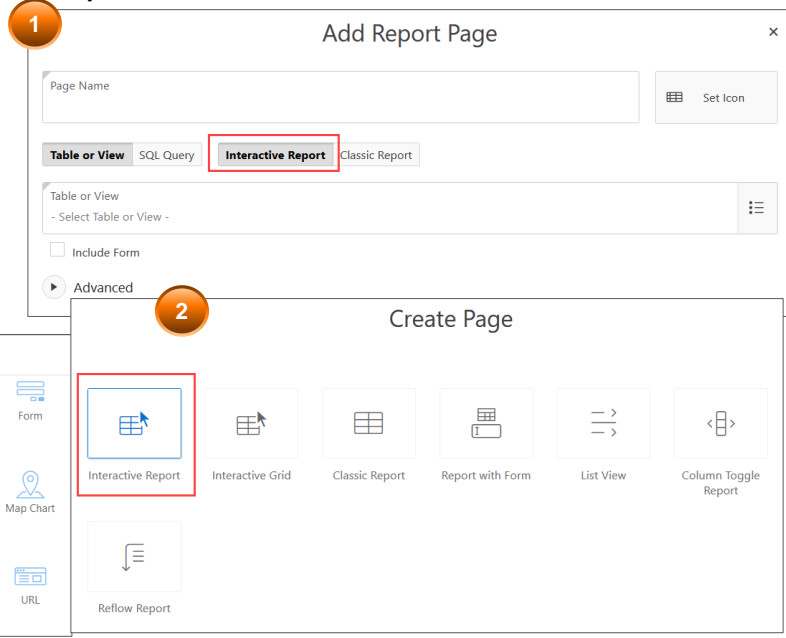 1
Add Report Page
×
Page Name
Set Icon
Table or View SQL Query Interactive Report Classic Report
Table or View
- Select Table or View -
Include Form
Advanced
2
Create Page
Form
Map Chart
URL
Interactive Report
Interactive Grid
Classic Report
Report with Form
List View
Column Toggle
Report
Reflow Report